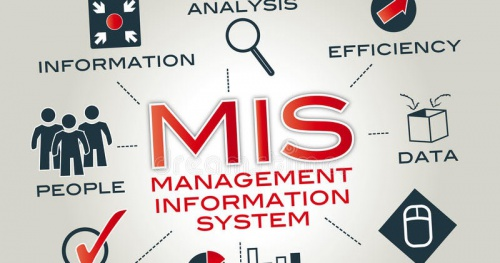 ANALYSIS
INFORMATION
EFFICIENCY
MIS
PEOPLE
DATA
MANAGEMENT
INFORMATION
SYSTEM